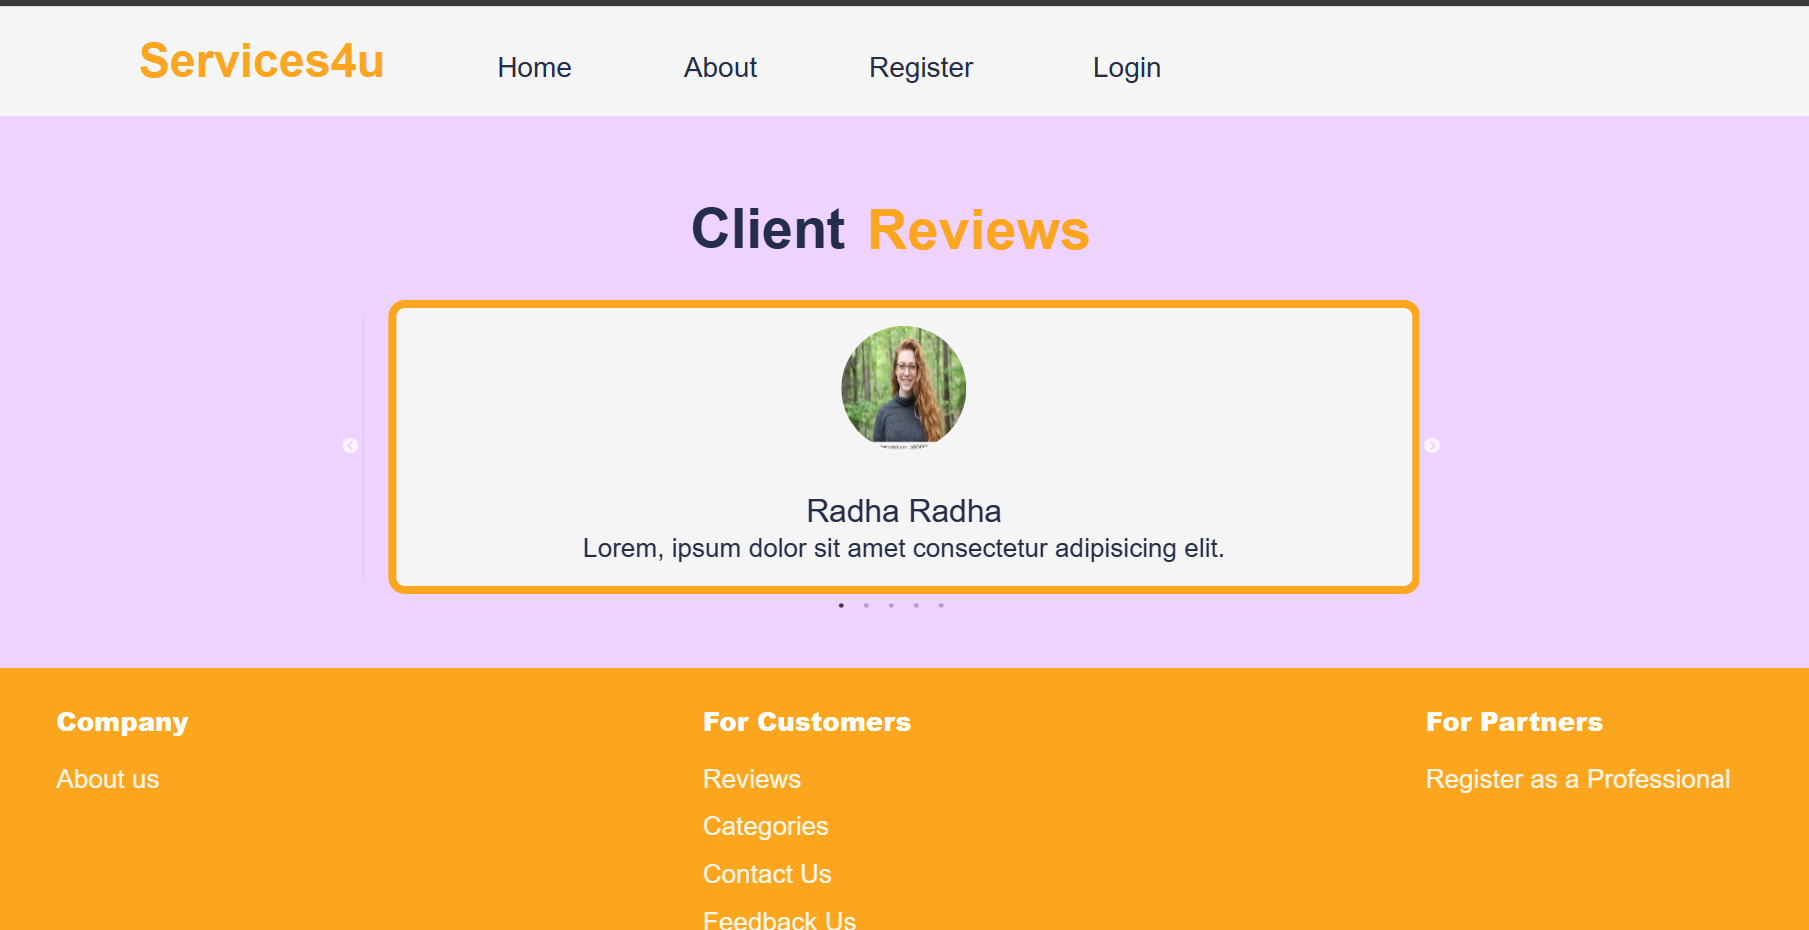 Services4u Home About Register Login
Client Reviews
Radha Radha
Lorem, ipsum dolor sit amet consectetur adipisicing elit.
Company
About us
For Customers
Reviews
Categories
Contact Us
Feedback Us
For Partners
Register as a Professional